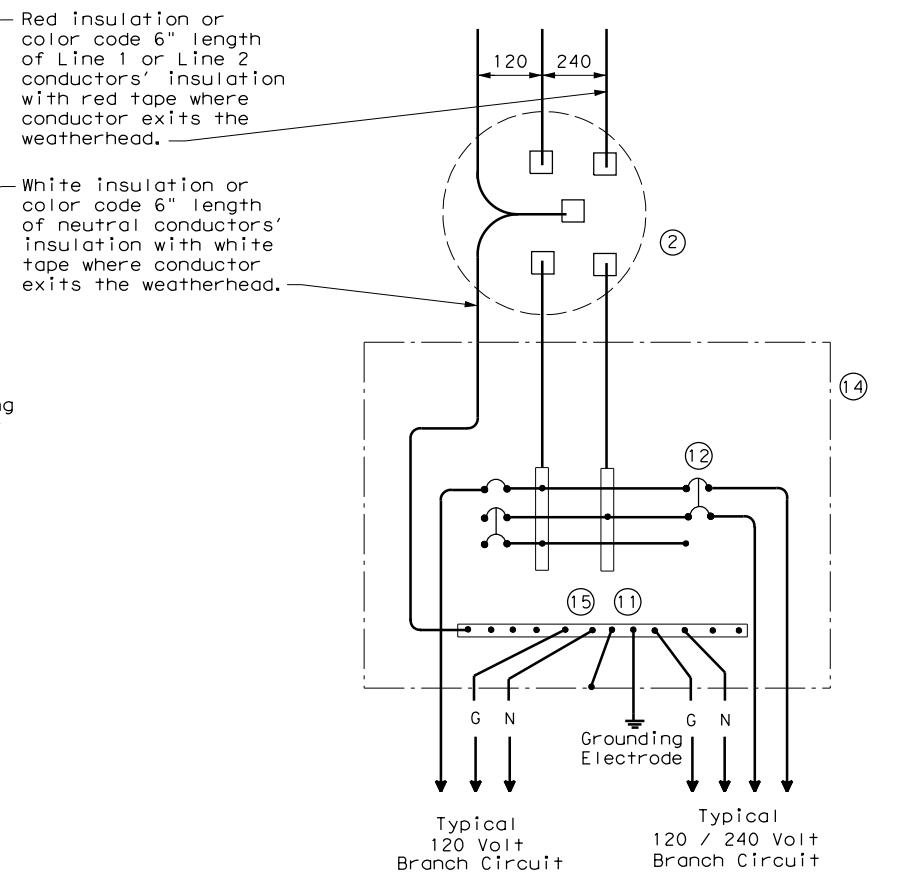 Red insulation or
color code 6" length
of Line 1 or Line 2
conductors' insulation
with red tape where
conductor exits the
weatherhead.
White insulation or
color code 6" length
of neutral conductors'
insulation with white
tape where conductor
exits the weatherhead.
120
240
2
14
12
15
11
G
N
Grounding
Electrode
G
N
Typical
120 Volt
Branch Circuit
Typical
120 / 240 Volt
Branch Circuit